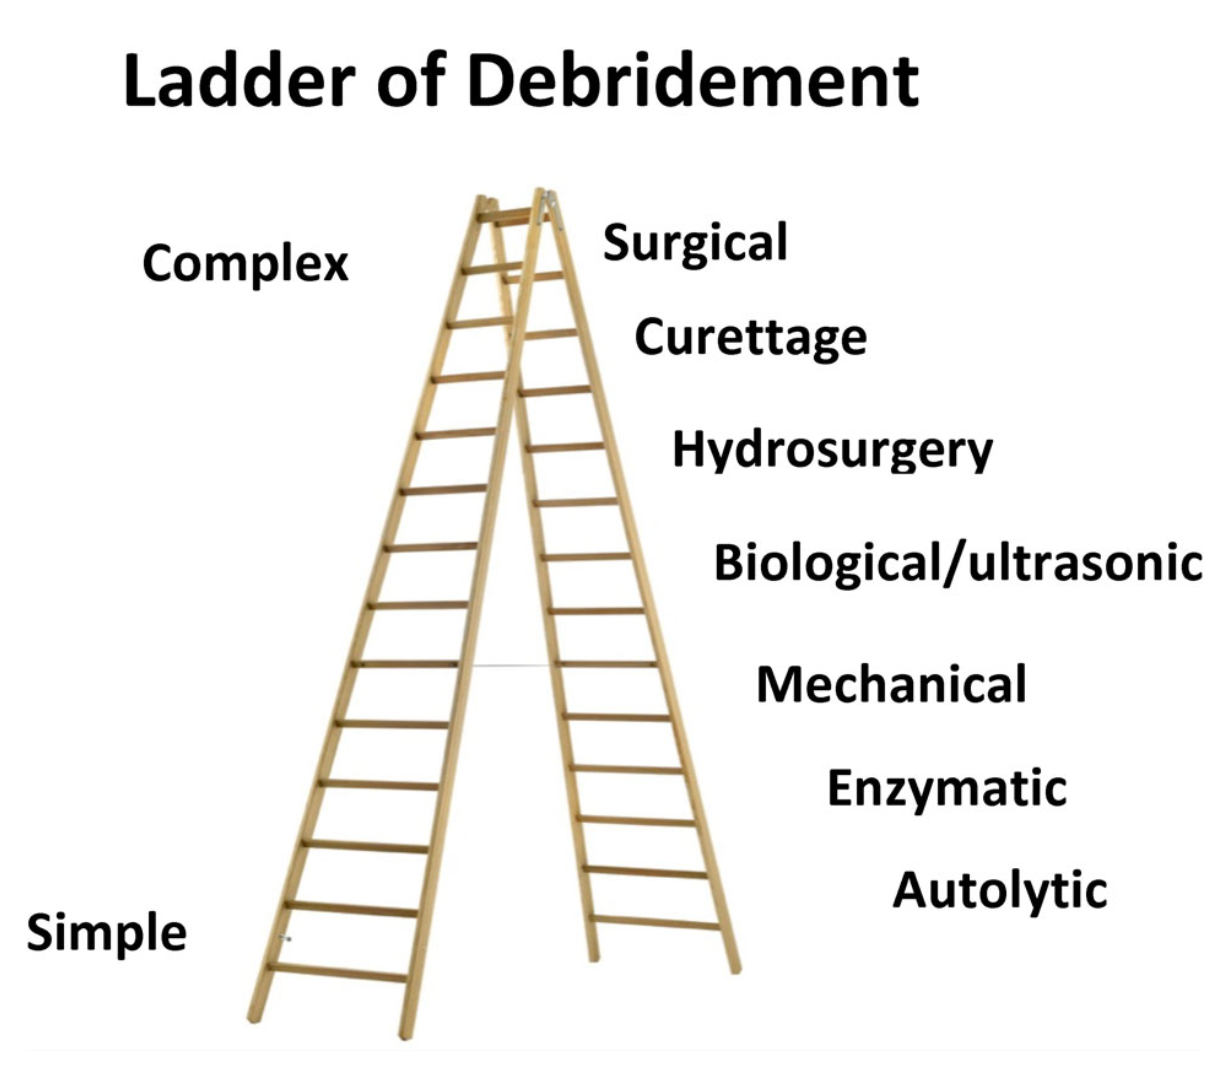 Ladder of Debridement
Complex
Surgical
Curettage
Hydrosurgery
Biological/ultrasonic
Mechanical
Enzymatic
Autolytic
Simple